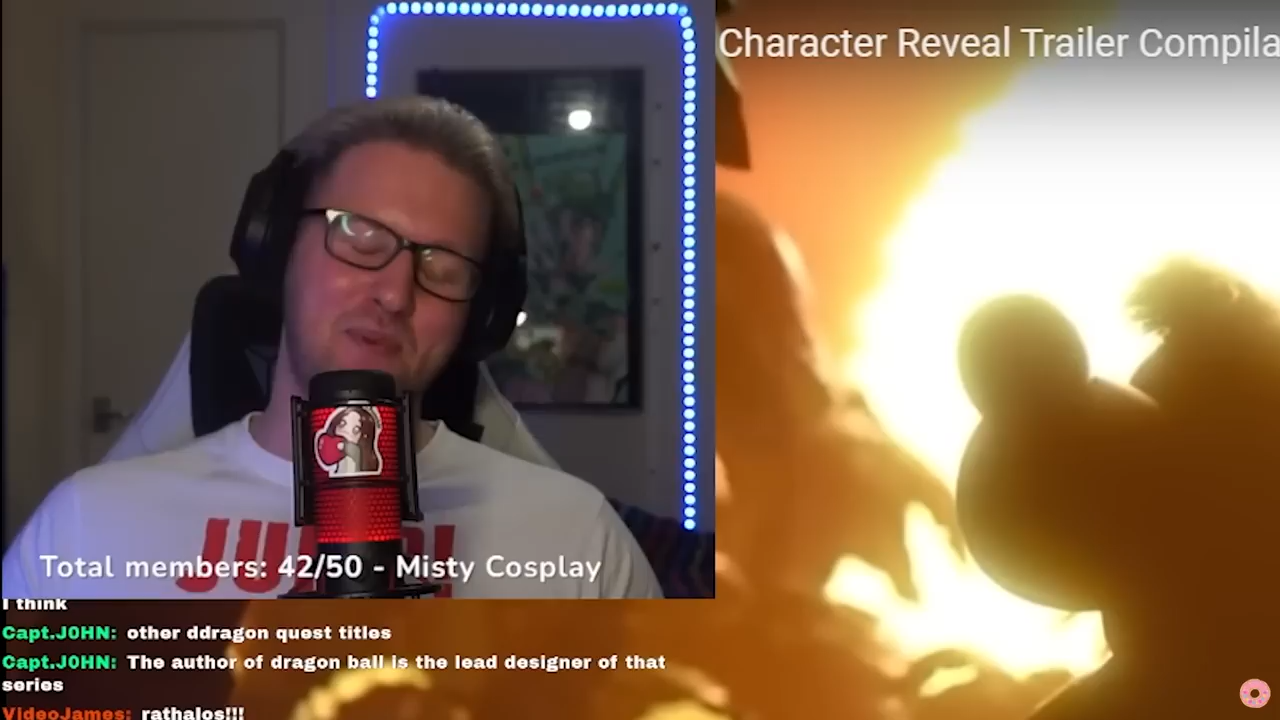 Character Reveal Trailer Compila
Total members: 42/50 - Misty Cosplay
I think
Capt.J0HN: other ddragon quest titles
Capt.J0HN: The author of dragon ball is the lead designer of that
series
VideoJames: rathalos!!!